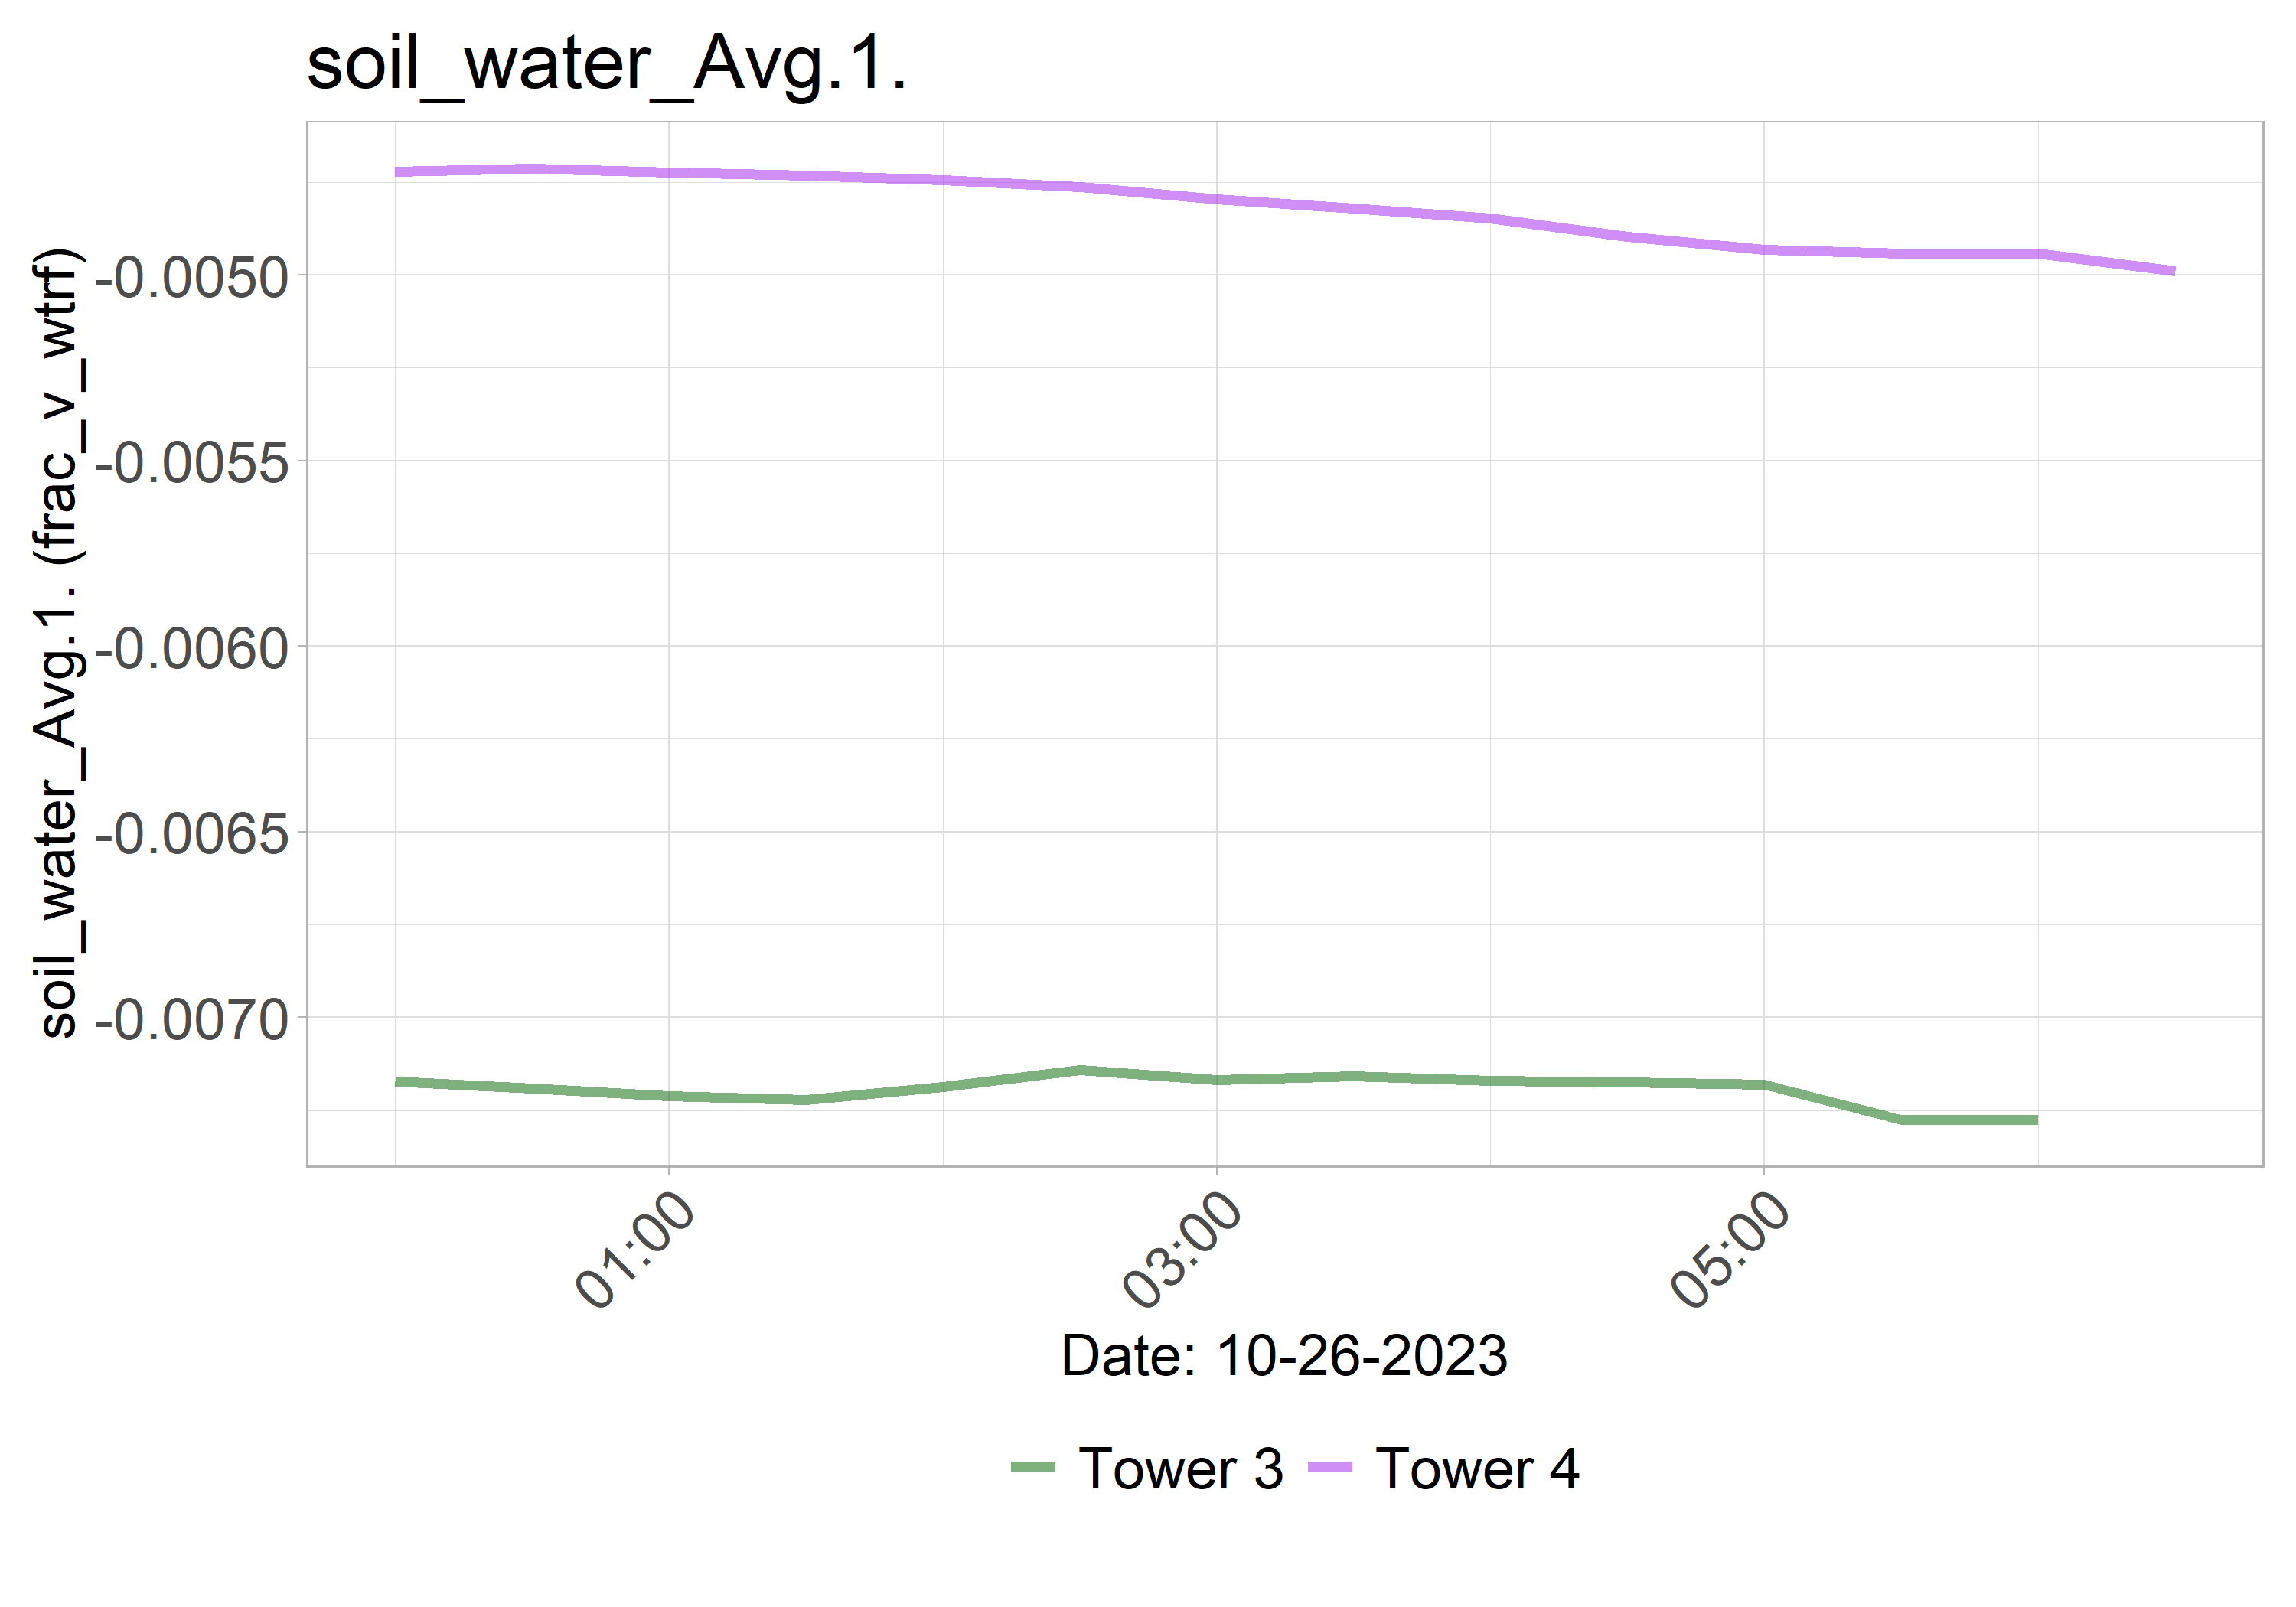 soil_water_Avg.1.
soil_water_Avg.1. (frac_v_wtrf)
-0.0050
-0.0055
-0.0060
-0.0065
-0.0070
01:00
03:00
05:00
Date: 10-26-2023
Tower 3
Tower 4